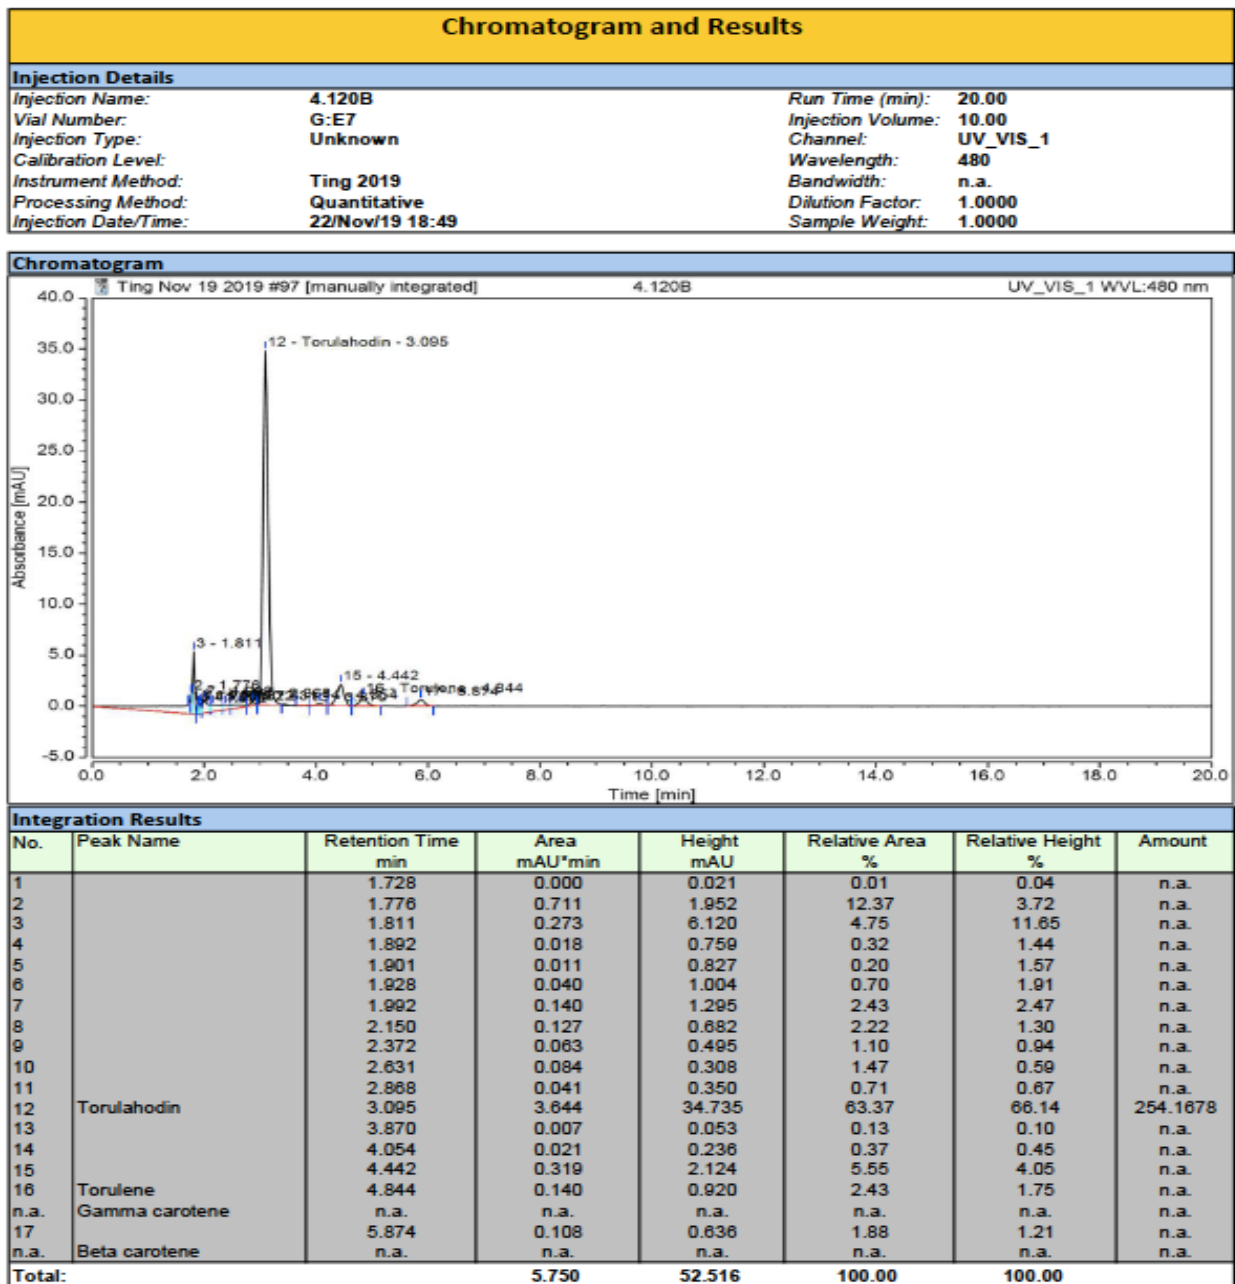 Chromatogram and Results
Injection Details
Injection Name: 4.120B Run Time (min): 20.00
Vial Number: G:E7 Injection Volume: 10.00
Injection Type: Unknown Channel: UV_VIS_1
Calibration Level: Wavelength: 480
Instrument Method: Ting 2019 Bandwidth: n.a.
Processing Method: Quantitative Dilution Factor: 1.0000
Injection Date/Time: 22/Nov/19 18:49 Sample Weight: 1.0000
Chromatogram
Ting Nov 19 2019 #97 [manually integrated] 4.120B UV_VIS_1 WVL:480 nm
40.0
35.0
30.0
25.0
20.0
15.0
10.0
5.0
0.0
-5.0
Absorbance [mAU]
12 - Torulahodin - 3.095
3 - 1.811
2 - 1.776
15 - 4.442
16 - Torulene - 4.844
17 - 5.874
0.0 2.0 4.0 6.0 8.0 10.0 12.0 14.0 16.0 18.0 20.0
Time [min]
Integration Results
No. Peak Name Retention Time Area Height Relative Area Relative Height Amount
min mAU*min mAU % %
1 1.728 0.000 0.021 0.01 0.04 n.a.
2 1.776 0.711 1.952 12.37 3.72 n.a.
3 1.811 0.273 6.120 4.75 11.65 n.a.
4 1.892 0.018 0.759 0.32 1.44 n.a.
5 1.901 0.011 0.827 0.20 1.57 n.a.
6 1.928 0.040 1.004 0.70 1.91 n.a.
7 1.992 0.140 1.295 2.43 2.47 n.a.
8 2.150 0.127 0.682 2.22 1.30 n.a.
9 2.372 0.063 0.495 1.10 0.94 n.a.
10 2.631 0.084 0.308 1.47 0.59 n.a.
11 2.868 0.041 0.350 0.71 0.67 n.a.
12 Torulahodin 3.095 3.644 34.735 63.37 66.14 254.1678
13 3.870 0.007 0.053 0.13 0.10 n.a.
14 4.054 0.021 0.236 0.37 0.45 n.a.
15 4.442 0.319 2.124 5.55 4.05 n.a.
16 Torulene 4.844 0.140 0.920 2.43 1.75 n.a.
n.a. Gamma carotene n.a. n.a. n.a. n.a. n.a. n.a.
17 5.874 0.108 0.636 1.88 1.21 n.a.
n.a. Beta carotene n.a. n.a. n.a. n.a. n.a. n.a.
Total: 5.750 52.516 100.00 100.00